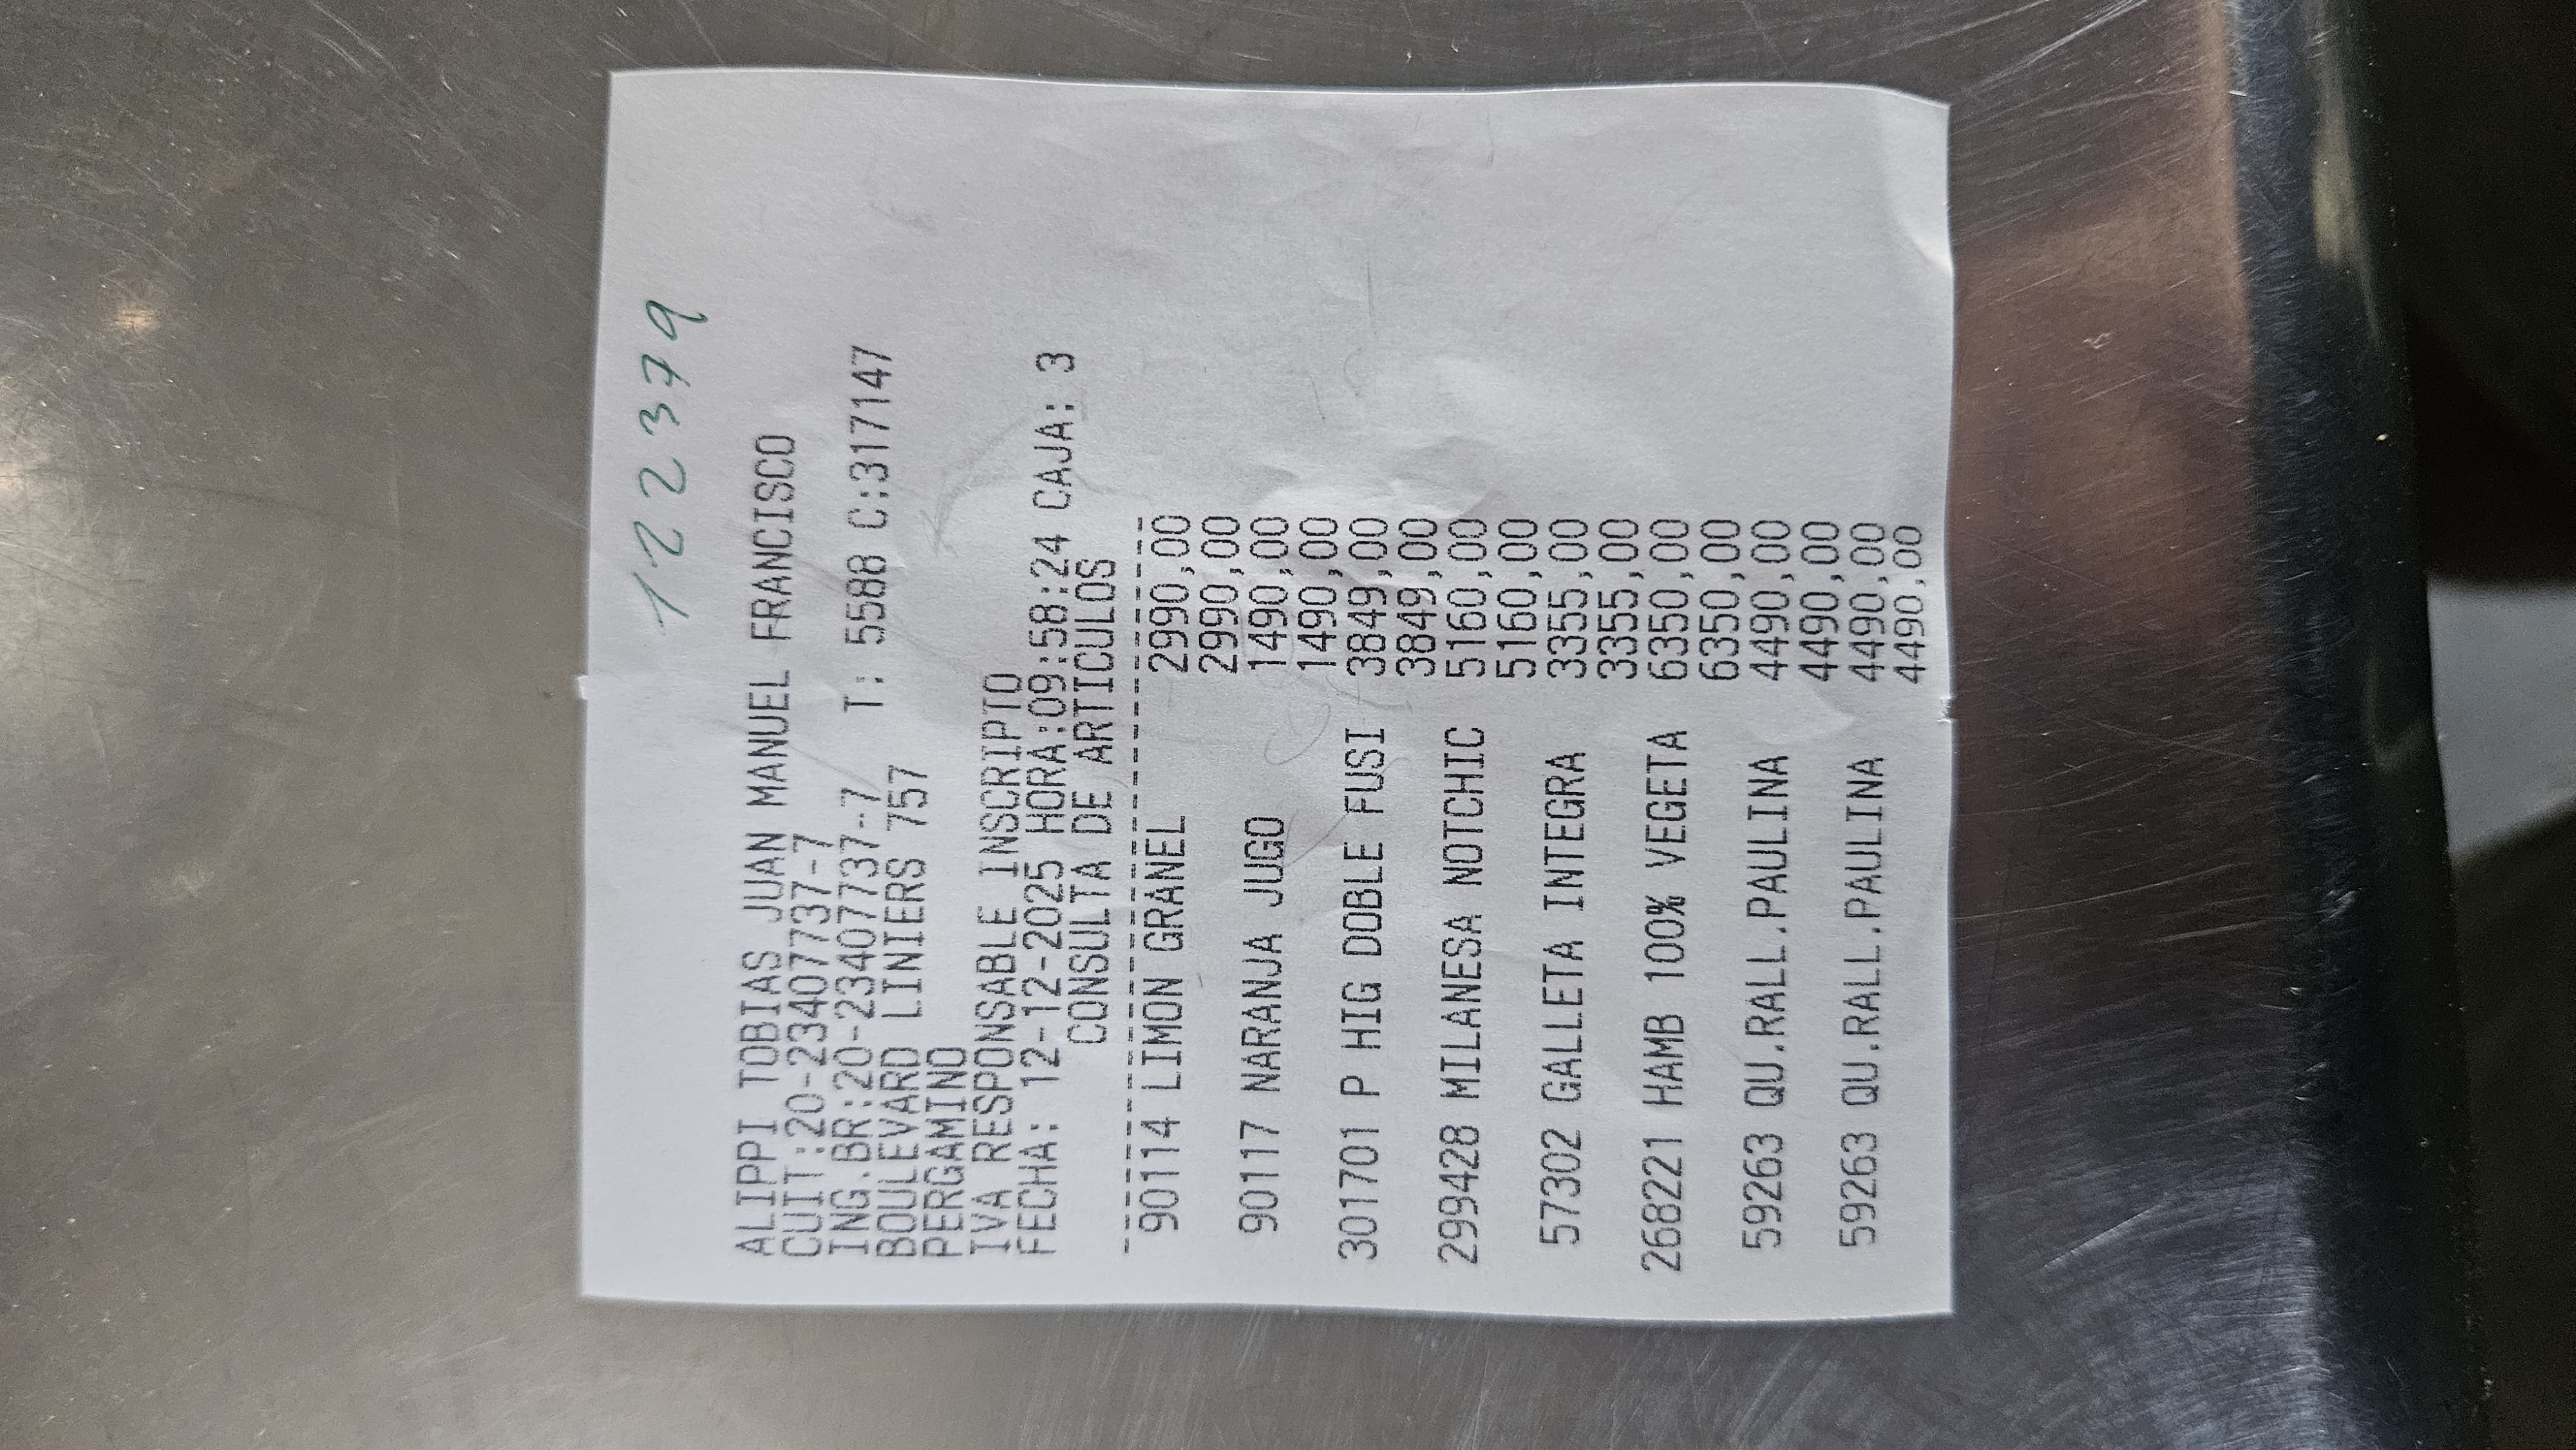 122379
ALIPPI TOBIAS JUAN MANUEL FRANCISCO
CUIT:20-23407737-7
ING.BR:20-23407737-7 T: 5588 C:317147
BOULEVARD LINIERS 757
PERGAMINO
IVA RESPONSABLE INSCRIPTO
FECHA: 12-12-2025 HORA:09:58:24 CAJA: 3
CONSULTA DE ARTICULOS
--------------------------------
90114 LIMON GRANEL 2990,00
2990,00
90117 NARANJA JUGO 1490,00
1490,00
301701 P HIG DOBLE FUSI 3849,00
3849,00
299428 MILANESA NOTCHIC 5160,00
5160,00
57302 GALLETA INTEGRA 3355,00
3355,00
268221 HAMB 100% VEGETA 6350,00
6350,00
59263 QU.RALL.PAULINA 4490,00
4490,00
59263 QU.RALL.PAULINA 4490,00
4490,00